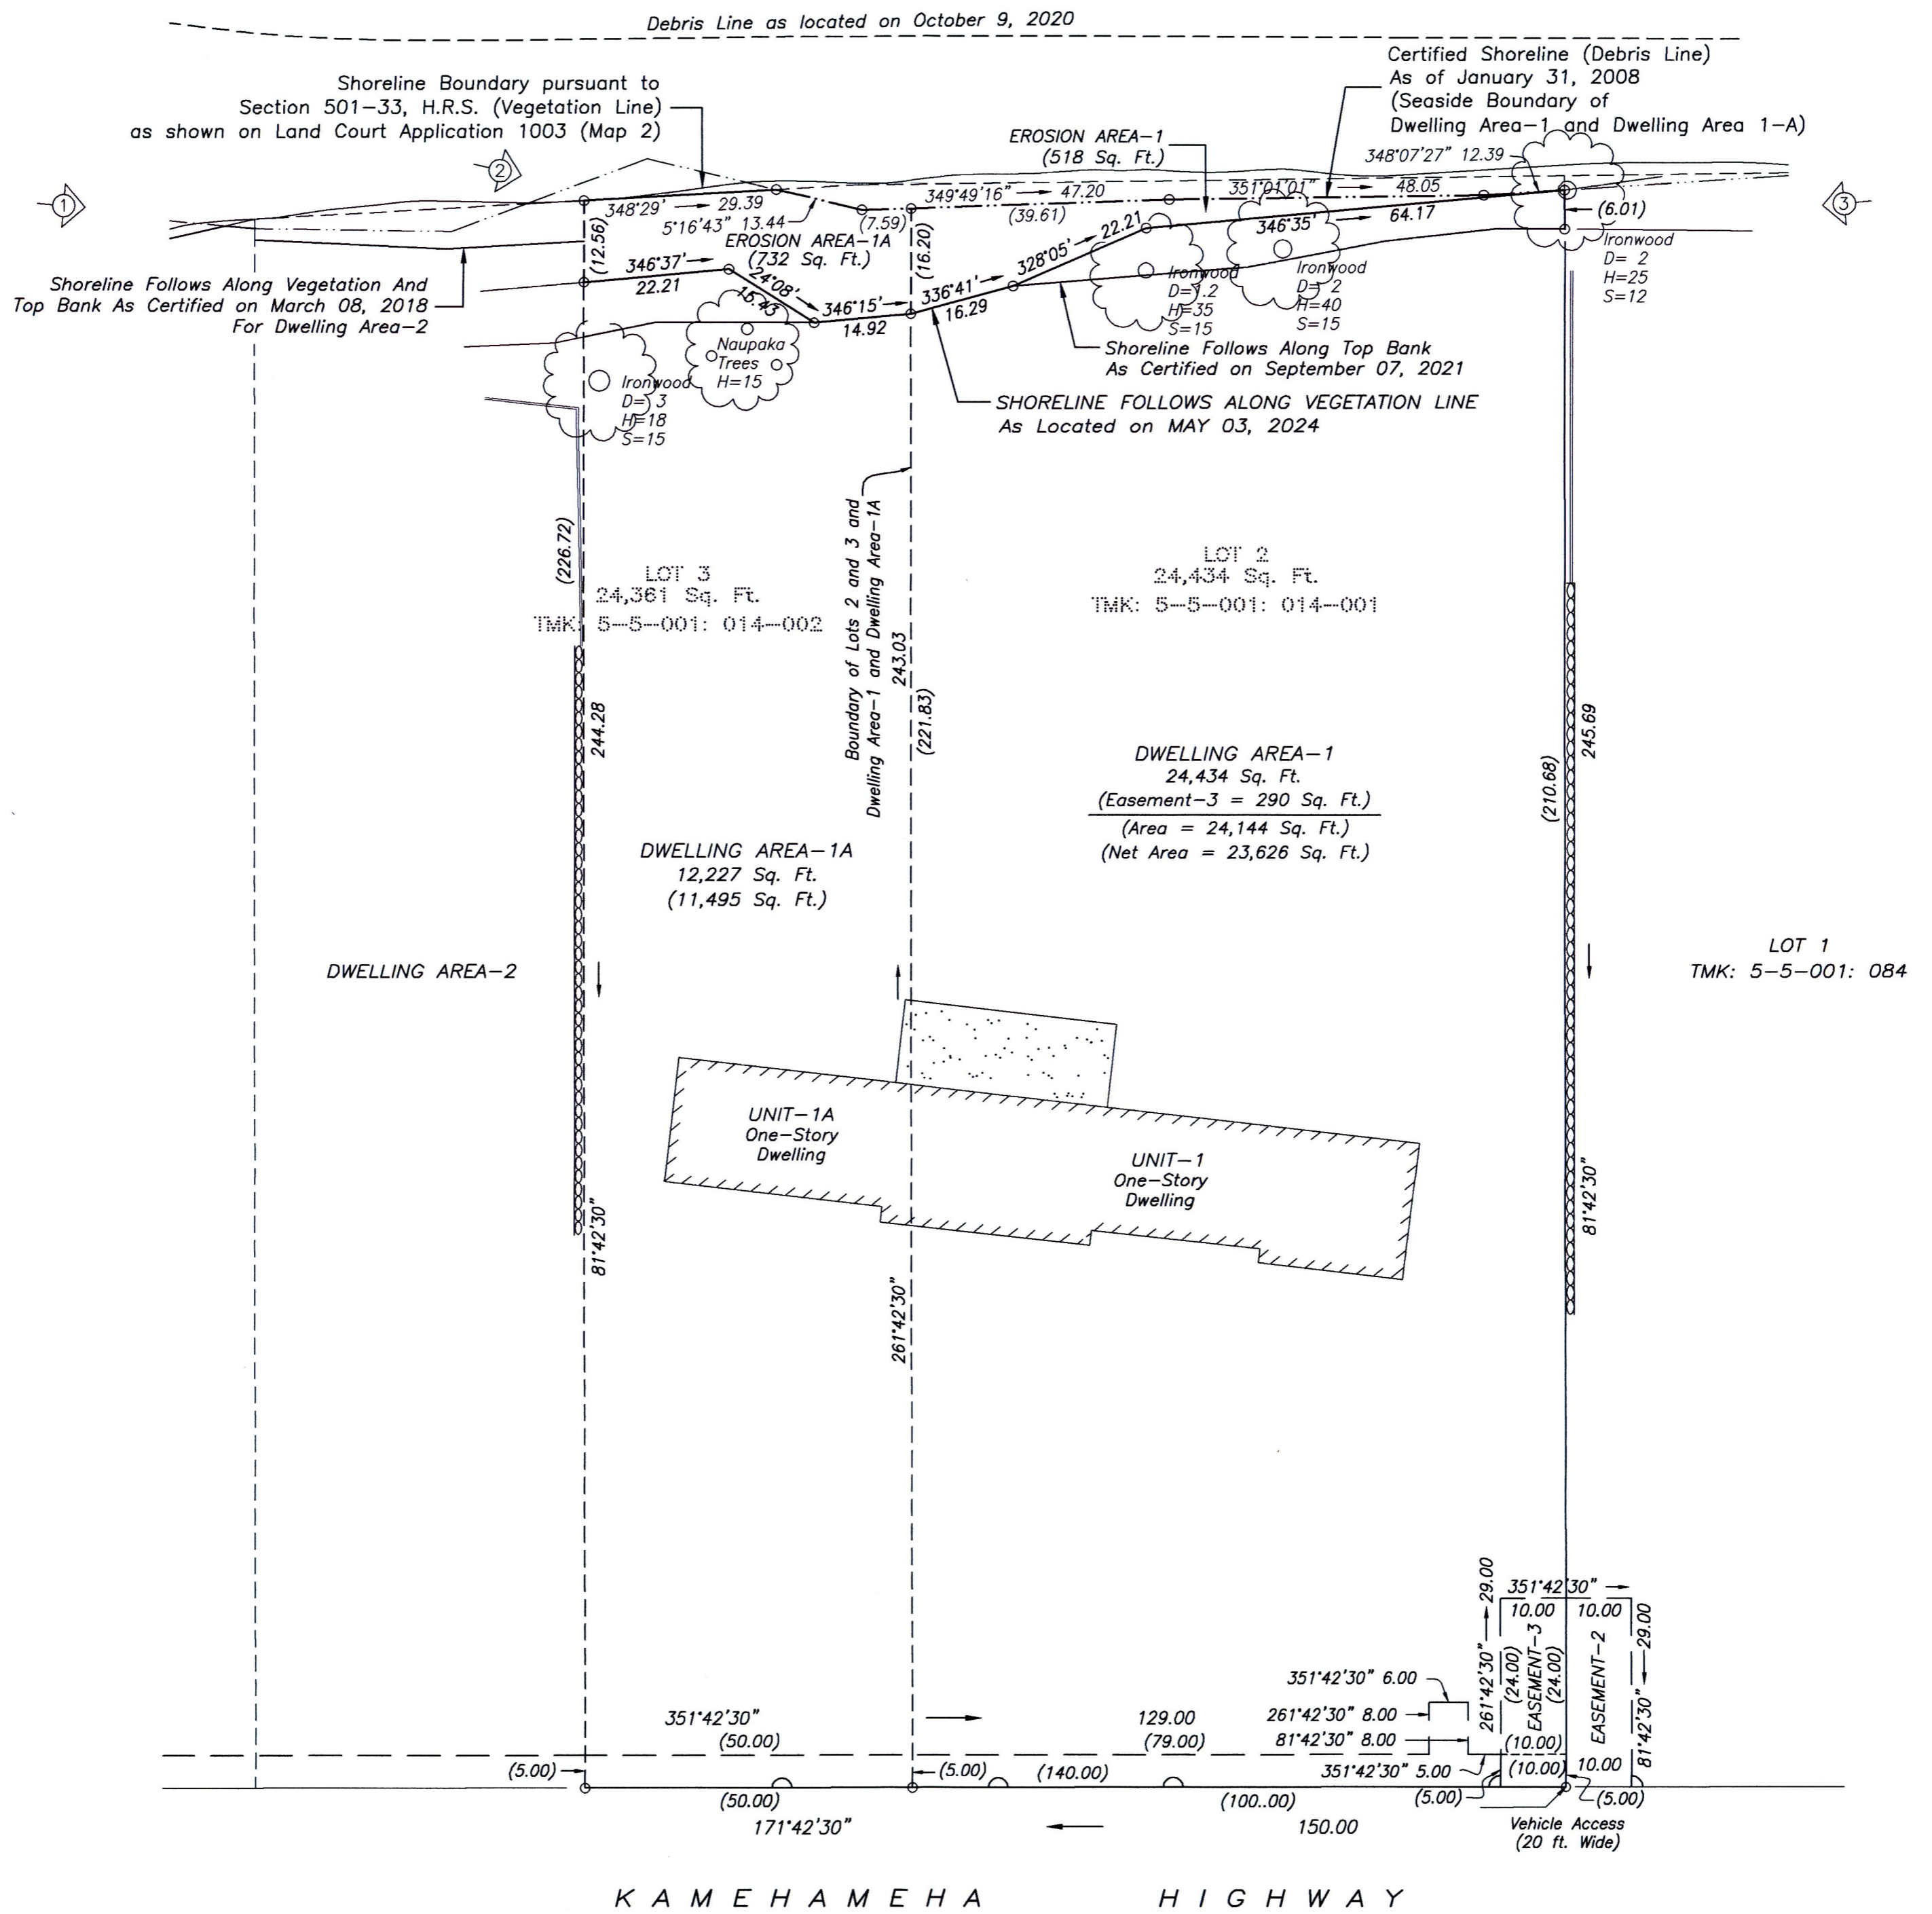 Debris Line as located on October 9, 2020
Certified Shoreline (Debris Line)
As of January 31, 2008
(Seaside Boundary of
Dwelling Area-1 and Dwelling Area 1-A)
Shoreline Boundary pursuant to
Section 501-33, H.R.S. (Vegetation Line)
as shown on Land Court Application 1003 (Map 2)
EROSION AREA-1
(518 Sq. Ft.)
348°07'27" 12.39
2
1
3
348°29' 29.39
5°16'43" 13.44
(7.59)
349°49'16" 47.20
(39.61)
351°01'01" 48.05
(6.01)
(12.56)
EROSION AREA-1A
(732 Sq. Ft.)
(16.20)
346°37'
22.21
24°08'
15.43
346°15'
14.92
336°41'
16.29
328°05' 22.21
346°35' 64.17
Shoreline Follows Along Vegetation And
Top Bank As Certified on March 08, 2018
For Dwelling Area-2
Ironwood
D=1.2
H=35
S=15
Ironwood
D= 2
H=40
S=15
Ironwood
D= 2
H=25
S=12
Naupaka
Trees
H=15
Ironwood
D= 3
H=18
S=15
Shoreline Follows Along Top Bank
As Certified on September 07, 2021
SHORELINE FOLLOWS ALONG VEGETATION LINE
As Located on MAY 03, 2024
(226.72)
LOT 3
24,361 Sq. Ft.
TMK: 5-5-001: 014-002
Boundary of Lots 2 and 3 and
Dwelling Area-1 and Dwelling Area-1A
243.03
(221.83)
LOT 2
24,434 Sq. Ft.
TMK: 5-5-001: 014-001
244.28
245.69
(210.68)
DWELLING AREA-1
24,434 Sq. Ft.
(Easement-3 = 290 Sq. Ft.)
(Area = 24,144 Sq. Ft.)
(Net Area = 23,626 Sq. Ft.)
DWELLING AREA-1A
12,227 Sq. Ft.
(11,495 Sq. Ft.)
DWELLING AREA-2
LOT 1
TMK: 5-5-001: 084
UNIT-1A
One-Story
Dwelling
UNIT-1
One-Story
Dwelling
81°42'30"
261°42'30"
81°42'30"
351°42'30"
10.00 10.00
261°42'30" 29.00
(24.00)
EASEMENT-3
(24.00)
EASEMENT-2
81°42'30" 29.00
351°42'30" 6.00
261°42'30" 8.00
81°42'30" 8.00
351°42'30" 5.00
351°42'30"
(50.00)
129.00
(79.00)
(10.00)
(10.00)
10.00
(5.00)
(5.00)
(140.00)
(5.00)
(5.00)
(50.00)
(100..00)
171°42'30"
150.00
Vehicle Access
(20 ft. Wide)
KAMEHAMEHA HIGHWAY